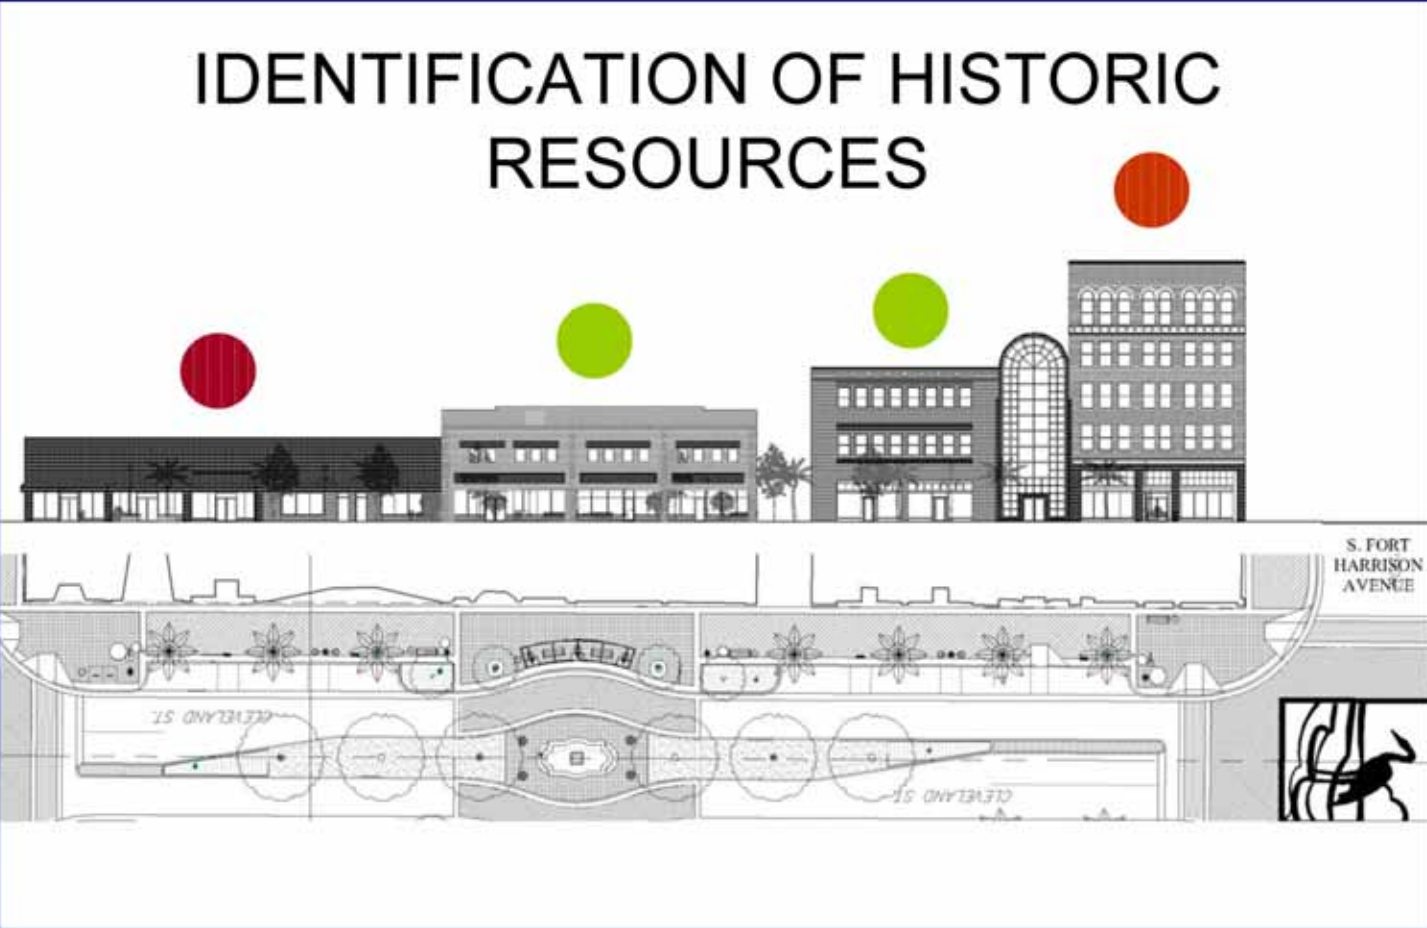 IDENTIFICATION OF HISTORIC
RESOURCES
S. FORT
HARRISON
AVENUE
CLEVELAND ST.
CLEVELAND ST.